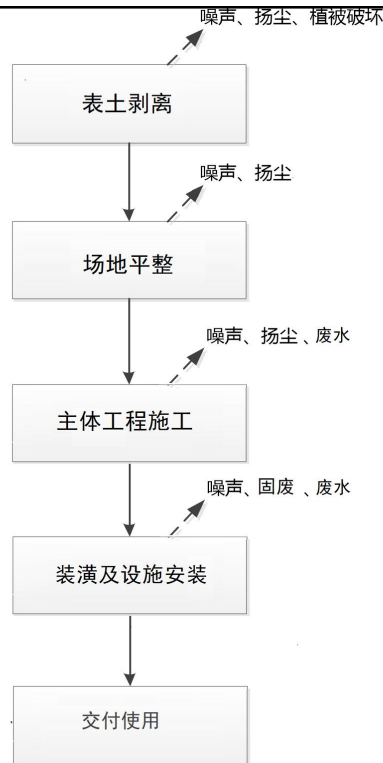 噪声、扬尘、植被破坏
表土剥离
噪声、扬尘
场地平整
噪声、扬尘、废水
主体工程施工
噪声、固废、废水
装潢及设施安装
交付使用